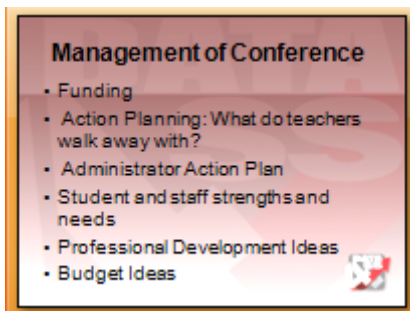 Management of Conference
• Funding
• Action Planning: What do teachers
walk away with?
• Administrator Action Plan
• Student and staff strengths and
needs
• Professional Development Ideas
• Budget Ideas